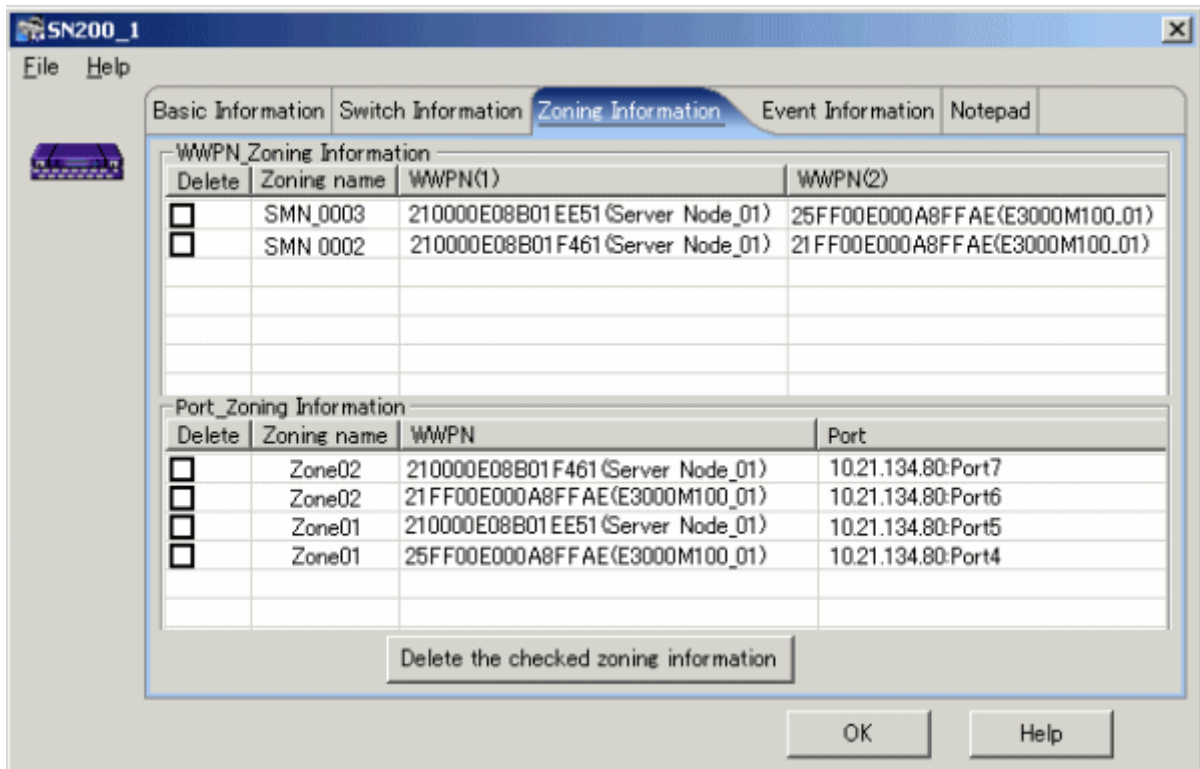 SN200_1
File Help
Basic Information Switch Information Zoning Information Event Information Notepad
WWPN_Zoning Information
Delete Zoning name WWPN(1) WWPN(2)
SMN_0003 210000E08B01EE51(Server Node_01) 25FF00E000A8FFAE(E3000M100_01)
SMN 0002 210000E08B01F461(Server Node_01) 21FF00E000A8FFAE(E3000M100_01)
Port_Zoning Information
Delete Zoning name WWPN Port
Zone02 210000E08B01F461(Server Node_01) 10.21.134.80:Port7
Zone02 21FF00E000A8FFAE(E3000M100_01) 10.21.134.80:Port6
Zone01 210000E08B01EE51(Server Node_01) 10.21.134.80:Port5
Zone01 25FF00E000A8FFAE(E3000M100_01) 10.21.134.80:Port4
Delete the checked zoning information
OK Help